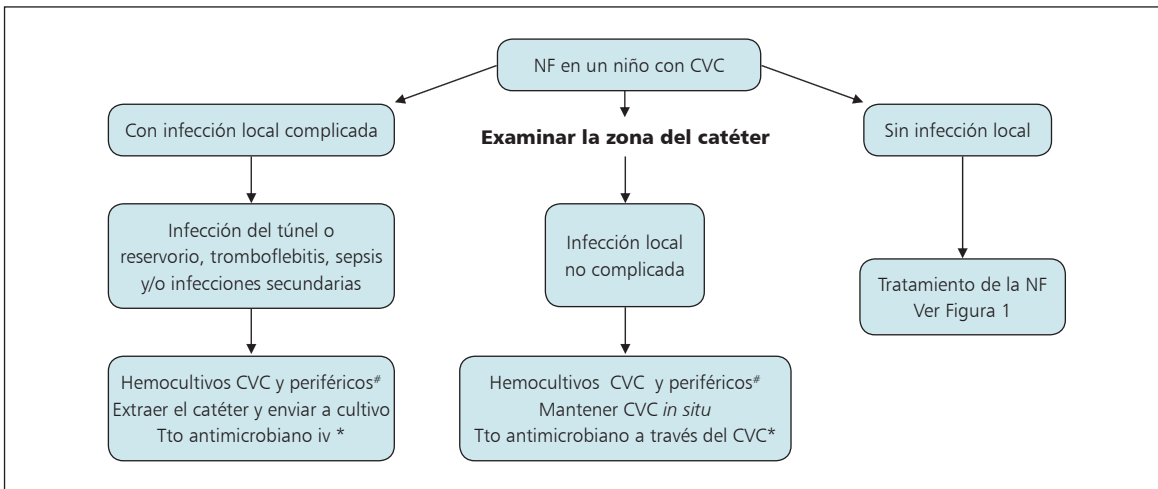 NF en un niño con CVC
Con infección local complicada
Examinar la zona del catéter
Sin infección local
Infección del túnel o
reservorio, tromboflebitis, sepsis
y/o infecciones secundarias
Infección local
no complicada
Tratamiento de la NF
Ver Figura 1
Hemocultivos CVC y periféricos#
Extraer el catéter y enviar a cultivo
Tto antimicrobiano iv *
Hemocultivos CVC y periféricos#
Mantener CVC in situ
Tto antimicrobiano a través del CVC*